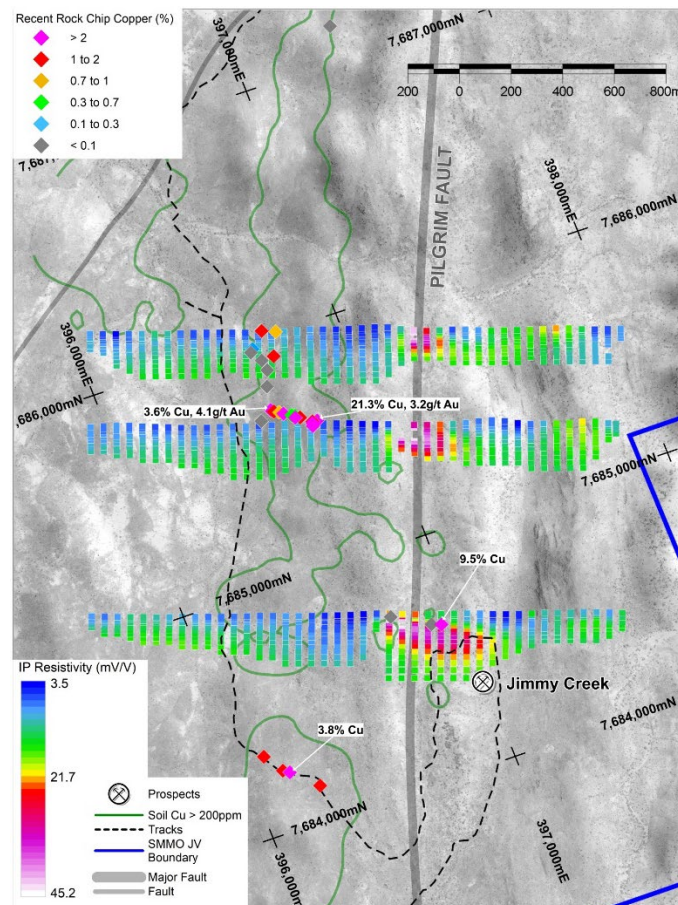 Recent Rock Chip Copper (%)
> 2
1 to 2
0.7 to 1
0.3 to 0.7
0.1 to 0.3
< 0.1
397,000mE
7,687,000mN
200 0 200 400 600 800m
7,687,
398,000mE
7,686,000mN
PILGRIM FAULT
396,000mE
7,686,000mN
3.6% Cu, 4.1g/t Au
21.3% Cu, 3.2g/t Au
7,685,000mN
9.5% Cu
7,685,000mN
Jimmy Creek
7,684,000mN
3.8% Cu
7,684,000mN
396,000mE
397,000mE
IP Resistivity (mV/V)
3.5
21.7
45.2
Prospects
Soil Cu > 200ppm
Tracks
SMMO JV
Boundary
Major Fault
Fault